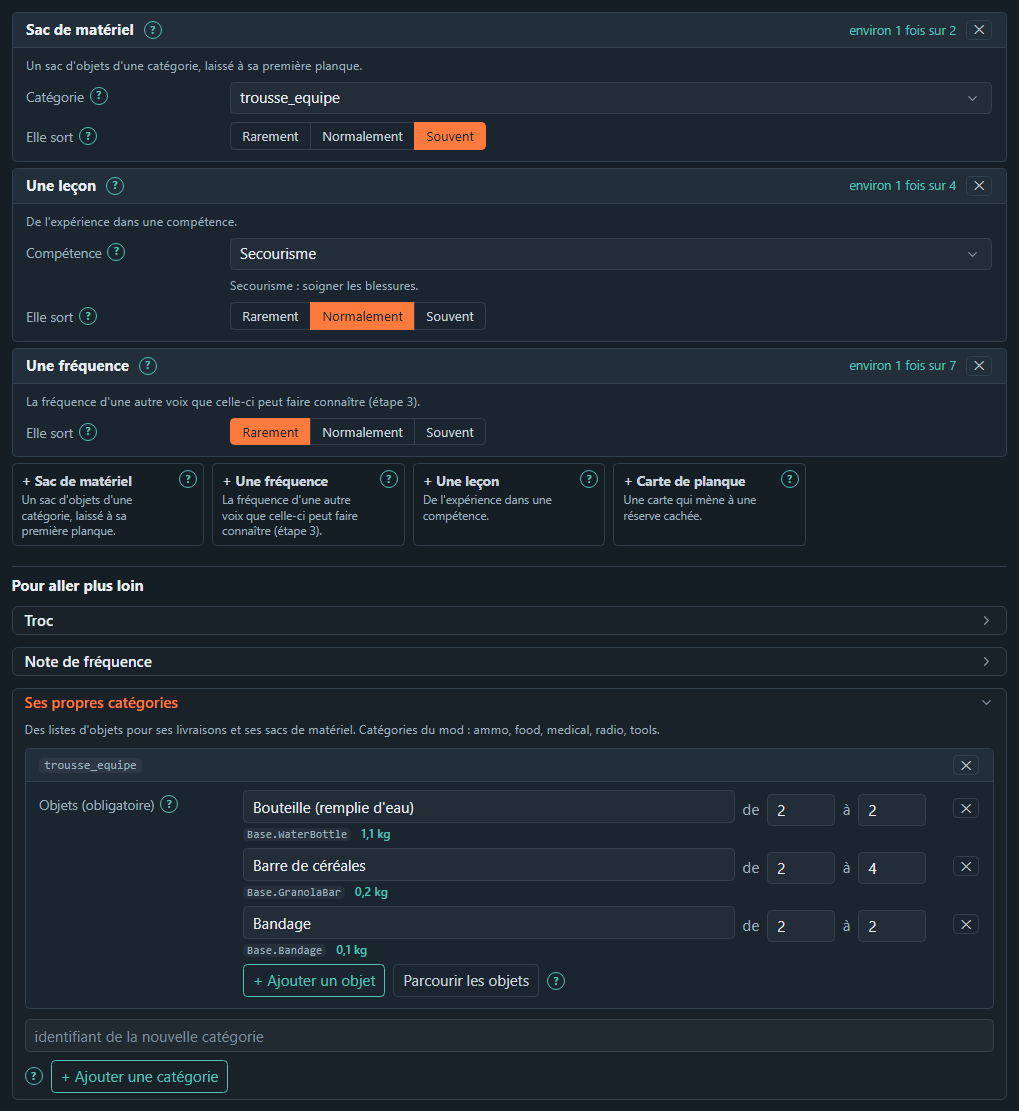 Sac de matériel ? environ 1 fois sur 2 ×
Un sac d'objets d'une catégorie, laissé à sa première planque.
Catégorie ? trousse_equipe
Elle sort ? Rarement Normalement Souvent
Une leçon ? environ 1 fois sur 4 ×
De l'expérience dans une compétence.
Compétence ? Secourisme
Secourisme : soigner les blessures.
Elle sort ? Rarement Normalement Souvent
Une fréquence ? environ 1 fois sur 7 ×
La fréquence d'une autre voix que celle-ci peut faire connaître (étape 3).
Elle sort ? Rarement Normalement Souvent
+ Sac de matériel ?
Un sac d'objets d'une
catégorie, laissé à sa
première planque.
+ Une fréquence ?
La fréquence d'une autre
voix que celle-ci peut faire
connaître (étape 3).
+ Une leçon ?
De l'expérience dans une
compétence.
+ Carte de planque ?
Une carte qui mène à une
réserve cachée.
Pour aller plus loin
Troc
Note de fréquence
Ses propres catégories
Des listes d'objets pour ses livraisons et ses sacs de matériel. Catégories du mod : ammo, food, medical, radio, tools.
trousse_equipe ×
Objets (obligatoire) ? Bouteille (remplie d'eau) de 2 à 2 ×
Base.WaterBottle 1,1 kg
Barre de céréales de 2 à 4 ×
Base.GranolaBar 0,2 kg
Bandage de 2 à 2 ×
Base.Bandage 0,1 kg
+ Ajouter un objet Parcourir les objets ?
identifiant de la nouvelle catégorie
? + Ajouter une catégorie